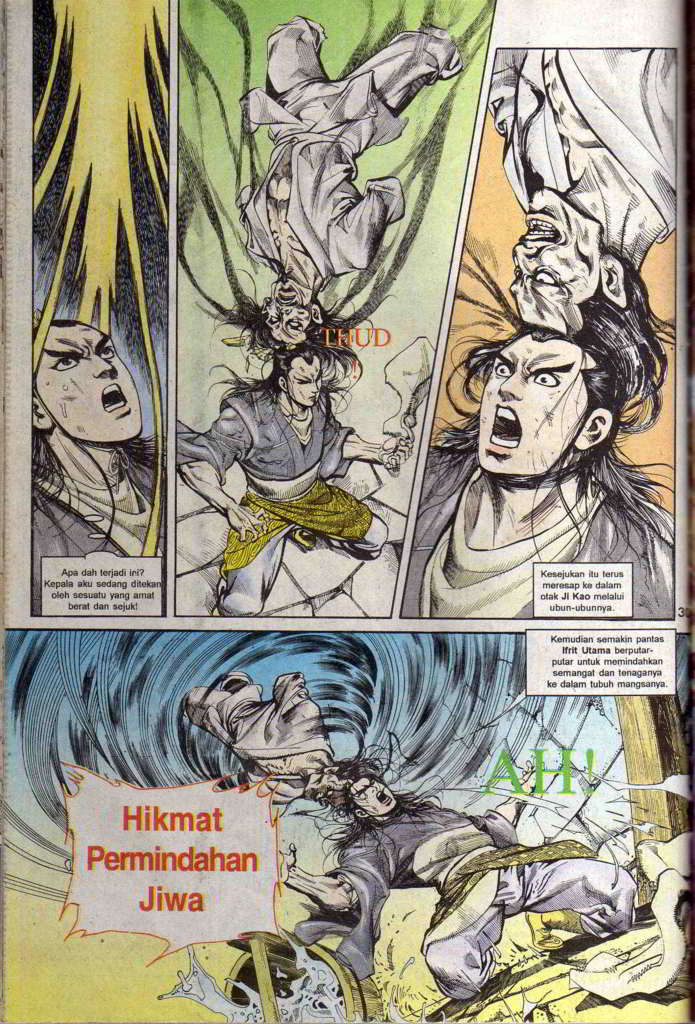 THUD
!
Apa dah terjadi ini?
Kepala aku sedang ditekan
oleh sesuatu yang amat
berat dan sejuk!
Kesejukan itu terus
meresap ke dalam
otak JI Kao melalui
ubun-ubunnya.
3
Kemudian semakin pantas
Ifrit Utama berputar-
putar untuk memindahkan
semangat dan tenaganya
ke dalam tubuh mangsanya.
AH!
Hikmat
Permindahan
Jiwa